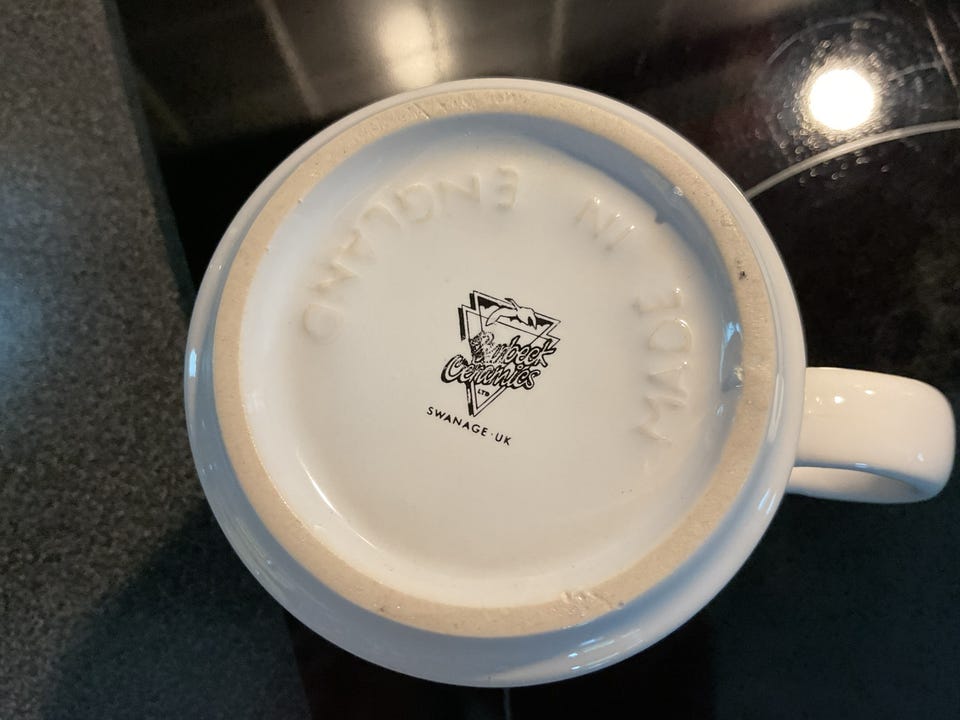 MADE IN ENGLAND
Purbeck
Ceramics
LTD
SWANAGE·UK